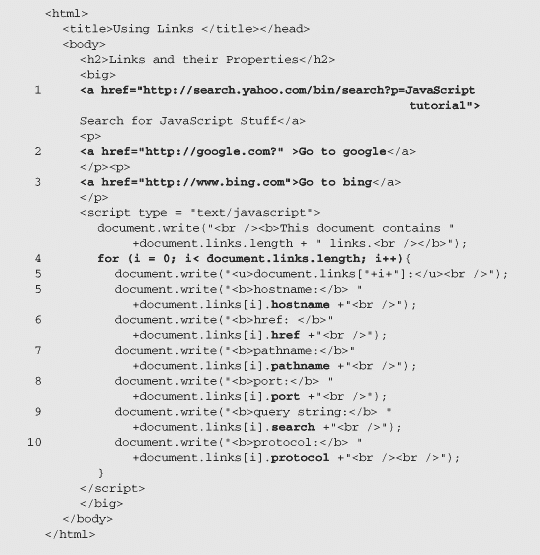 <html>
<title>Using Links </title></head>
<body>
<h2>Links and their Properties</h2>
<big>
1 <a href="http://search.yahoo.com/bin/search?p=JavaScript
tutorial">
Search for JavaScript Stuff</a>
<p>
2 <a href="http://google.com?" >Go to google</a>
</p><p>
3 <a href="http://www.bing.com">Go to bing</a>
</p>
<script type = "text/javascript">
document.write("<br /><b>This document contains "
+document.links.length + " links.<br /></b>");
4 for (i = 0; i< document.links.length; i++){
5 document.write("<u>document.links["+i+"]:</u><br />");
5 document.write("<b>hostname:</b> "
+document.links[i].hostname +"<br />");
6 document.write("<b>href: </b>"
+document.links[i].href +"<br />");
7 document.write("<b>pathname:</b>"
+document.links[i].pathname +"<br />");
8 document.write("<b>port:</b> "
+document.links[i].port +"<br />");
9 document.write("<b>query string:</b> "
+document.links[i].search +"<br />");
10 document.write("<b>protocol:</b> "
+document.links[i].protocol +"<br /><br />");
}
</script>
</big>
</body>
</html>